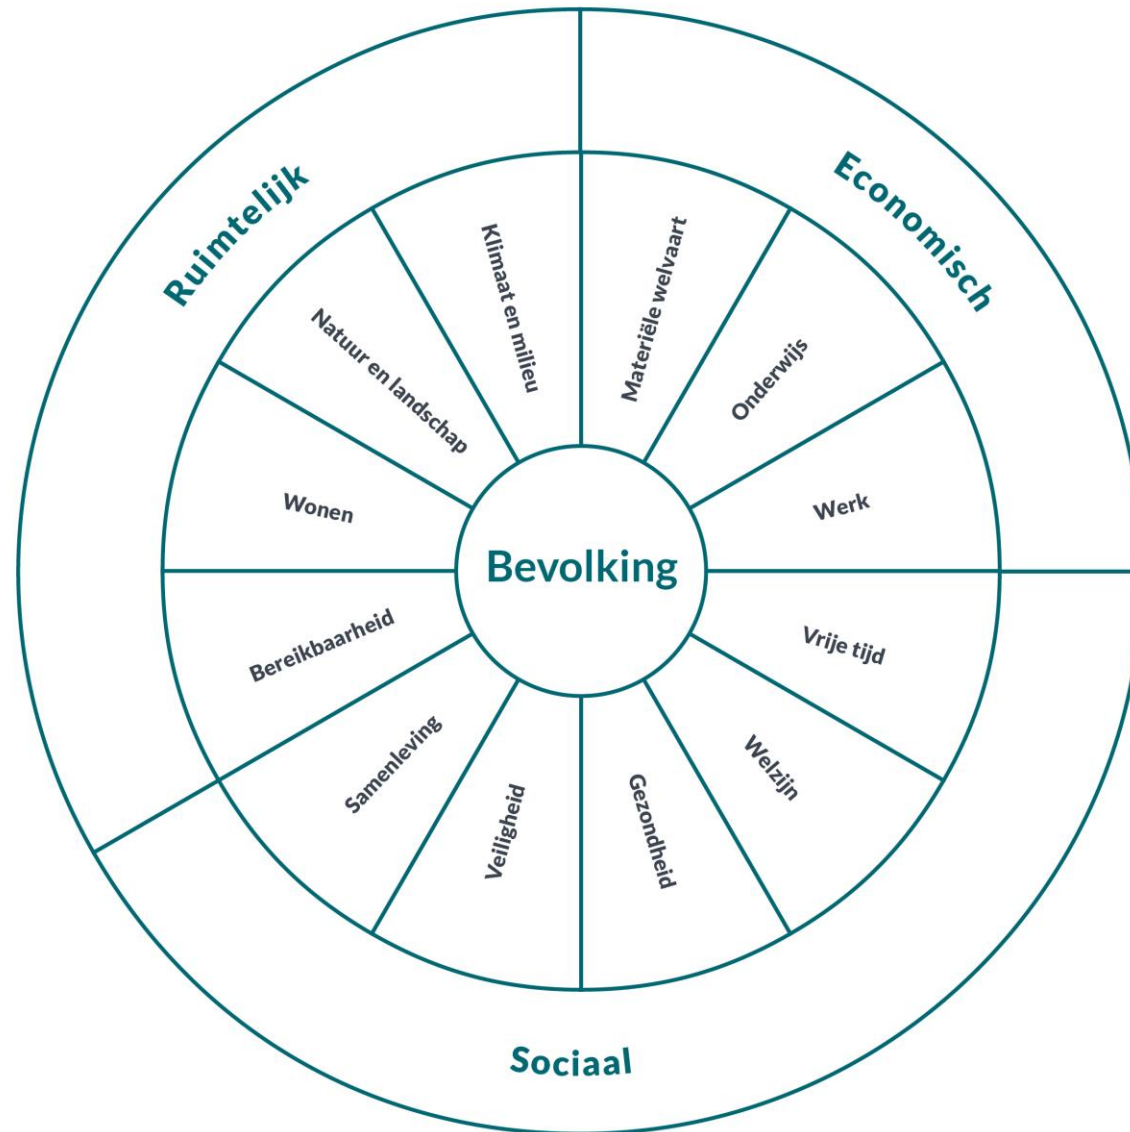 Ruimtelijk
Economisch
Sociaal
Bevolking
Materiële welvaart
Onderwijs
Werk
Vrije tijd
Welzijn
Gezondheid
Veiligheid
Samenleving
Bereikbaarheid
Wonen
Natuur en landschap
Klimaat en milieu